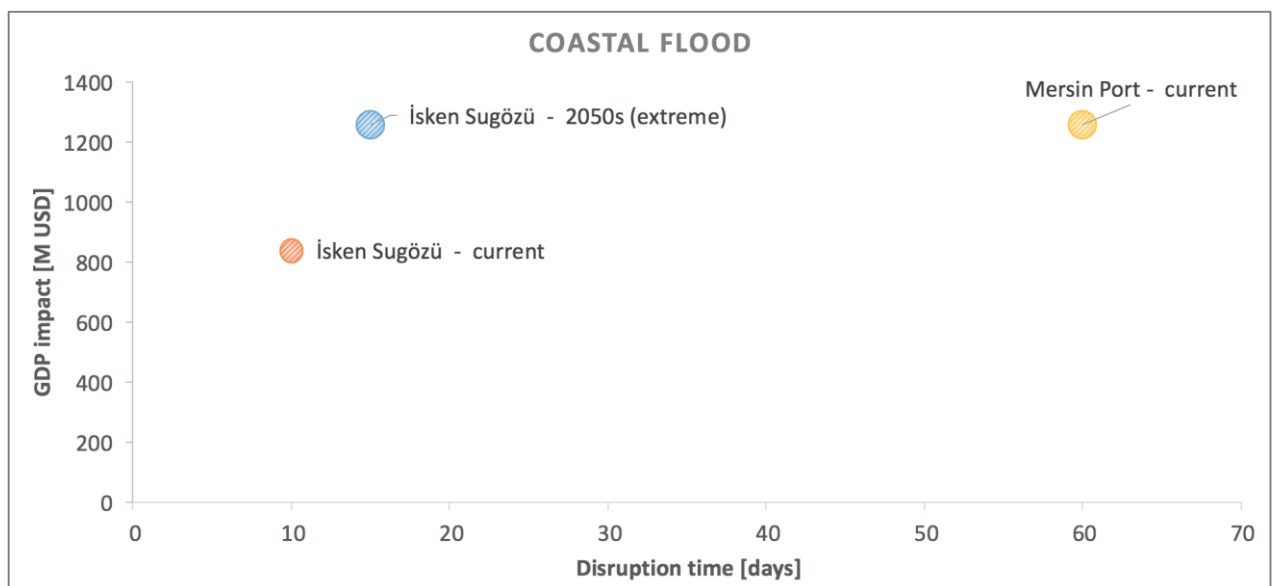 COASTAL FLOOD
1400
Mersin Port - current
İsken Sugözü - 2050s (extreme)
1200
1000
İsken Sugözü - current
800
600
400
200
0
GDP impact [M USD]
0 10 20 30 40 50 60 70
Disruption time [days]